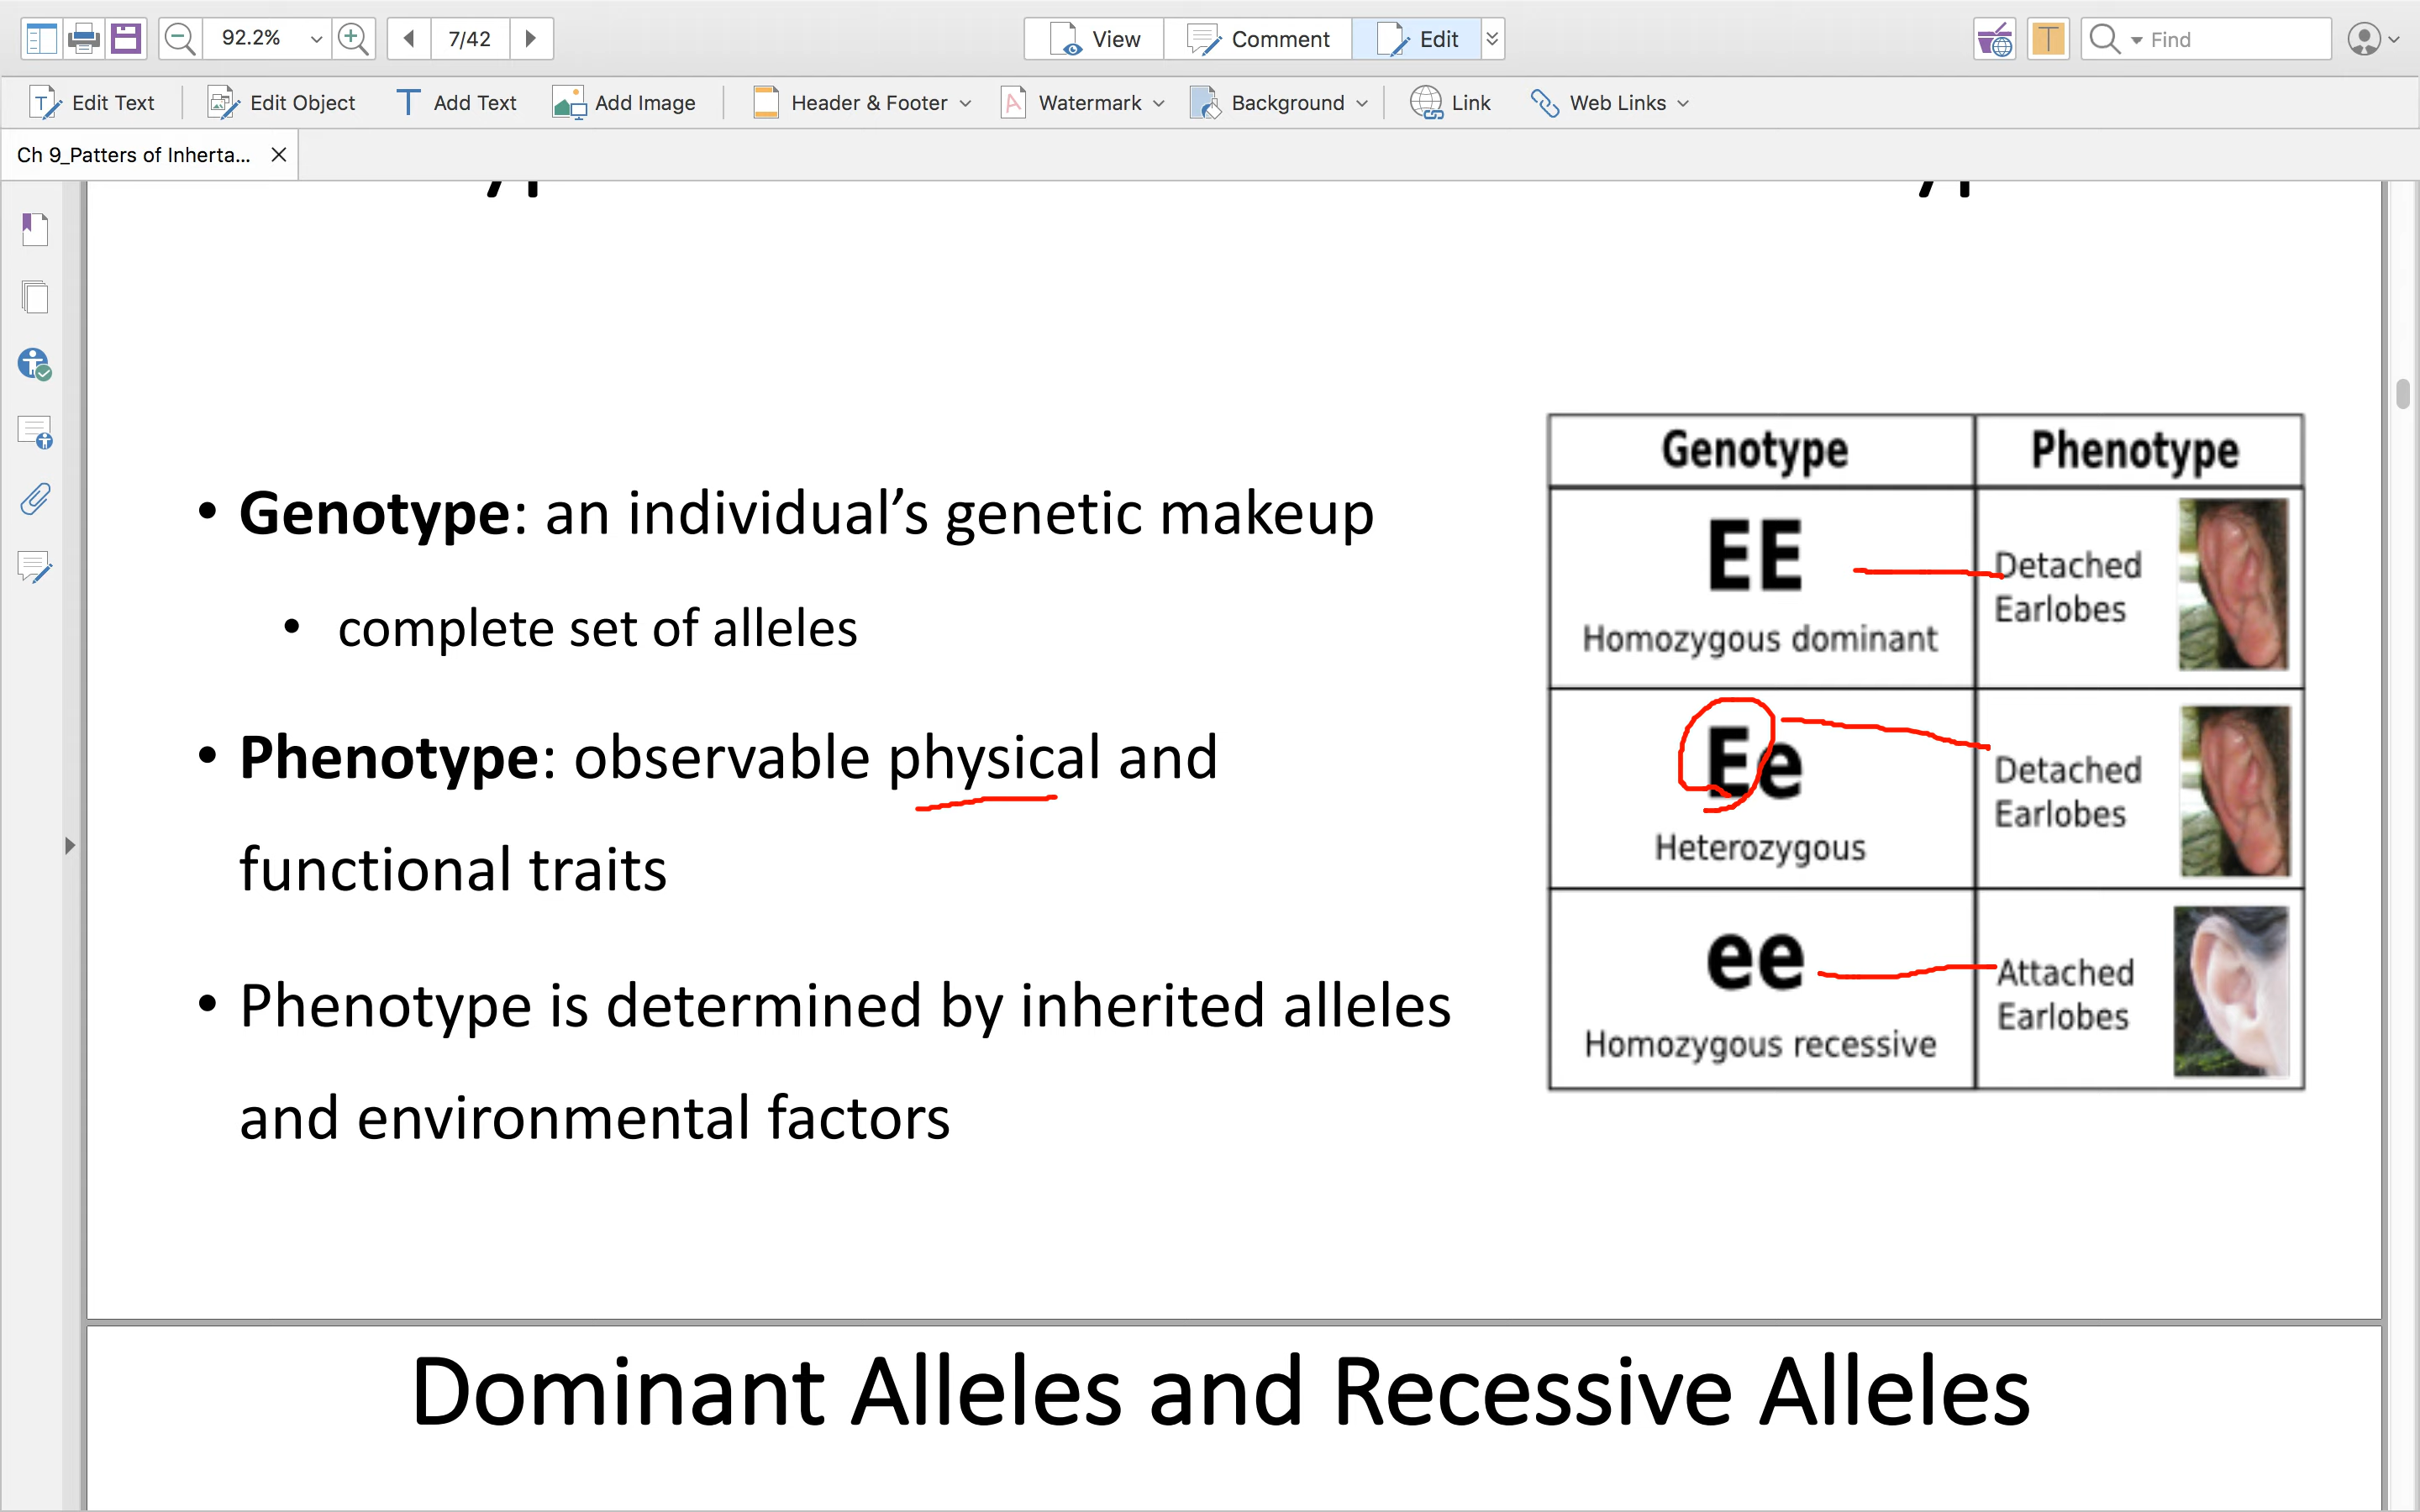 92.2%
7/42
View
Comment
Edit
Find
Edit Text
Edit Object
Add Text
Add Image
Header & Footer
Watermark
Background
Link
Web Links
Ch 9_Patters of Inherta...
• Genotype: an individual’s genetic makeup
• complete set of alleles
• Phenotype: observable physical and
functional traits
• Phenotype is determined by inherited alleles
and environmental factors
Genotype Phenotype
EE
Homozygous dominant
Detached
Earlobes
Ee
Heterozygous
Detached
Earlobes
ee
Homozygous recessive
Attached
Earlobes
Dominant Alleles and Recessive Alleles